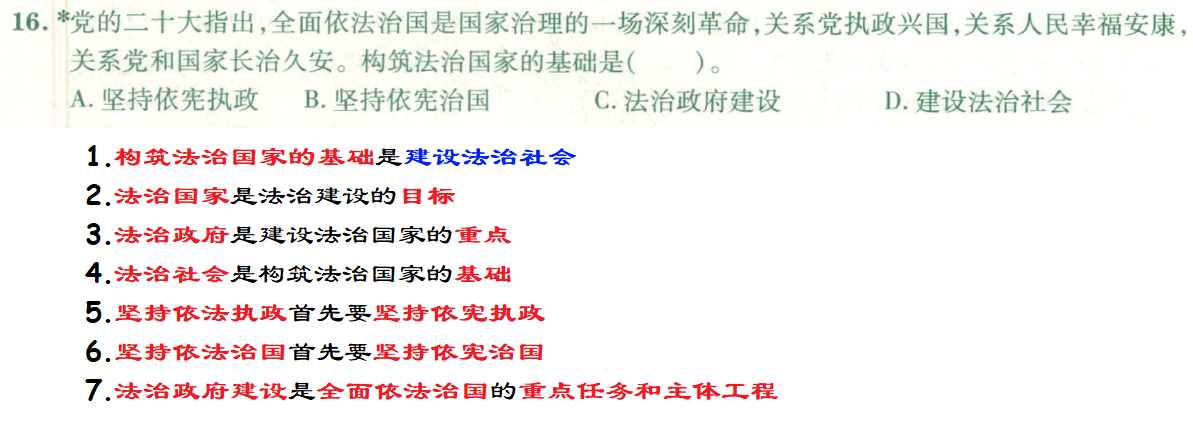 16.*党的二十大指出,全面依法治国是国家治理的一场深刻革命,关系党执政兴国,关系人民幸福安康,
关系党和国家长治久安。构筑法治国家的基础是(  )。
A. 坚持依宪执政 B. 坚持依宪治国 C. 法治政府建设 D. 建设法治社会
1.构筑法治国家的基础是建设法治社会
2.法治国家是法治建设的目标
3.法治政府是建设法治国家的重点
4.法治社会是构筑法治国家的基础
5.坚持依法执政首先要坚持依宪执政
6.坚持依法治国首先要坚持依宪治国
7.法治政府建设是全面依法治国的重点任务和主体工程